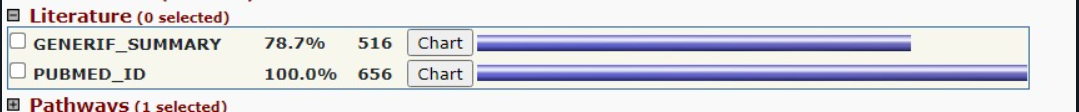 Literature (0 selected)
GENERIF_SUMMARY 78.7% 516 Chart
PUBMED_ID 100.0% 656 Chart
Pathways (1 selected)